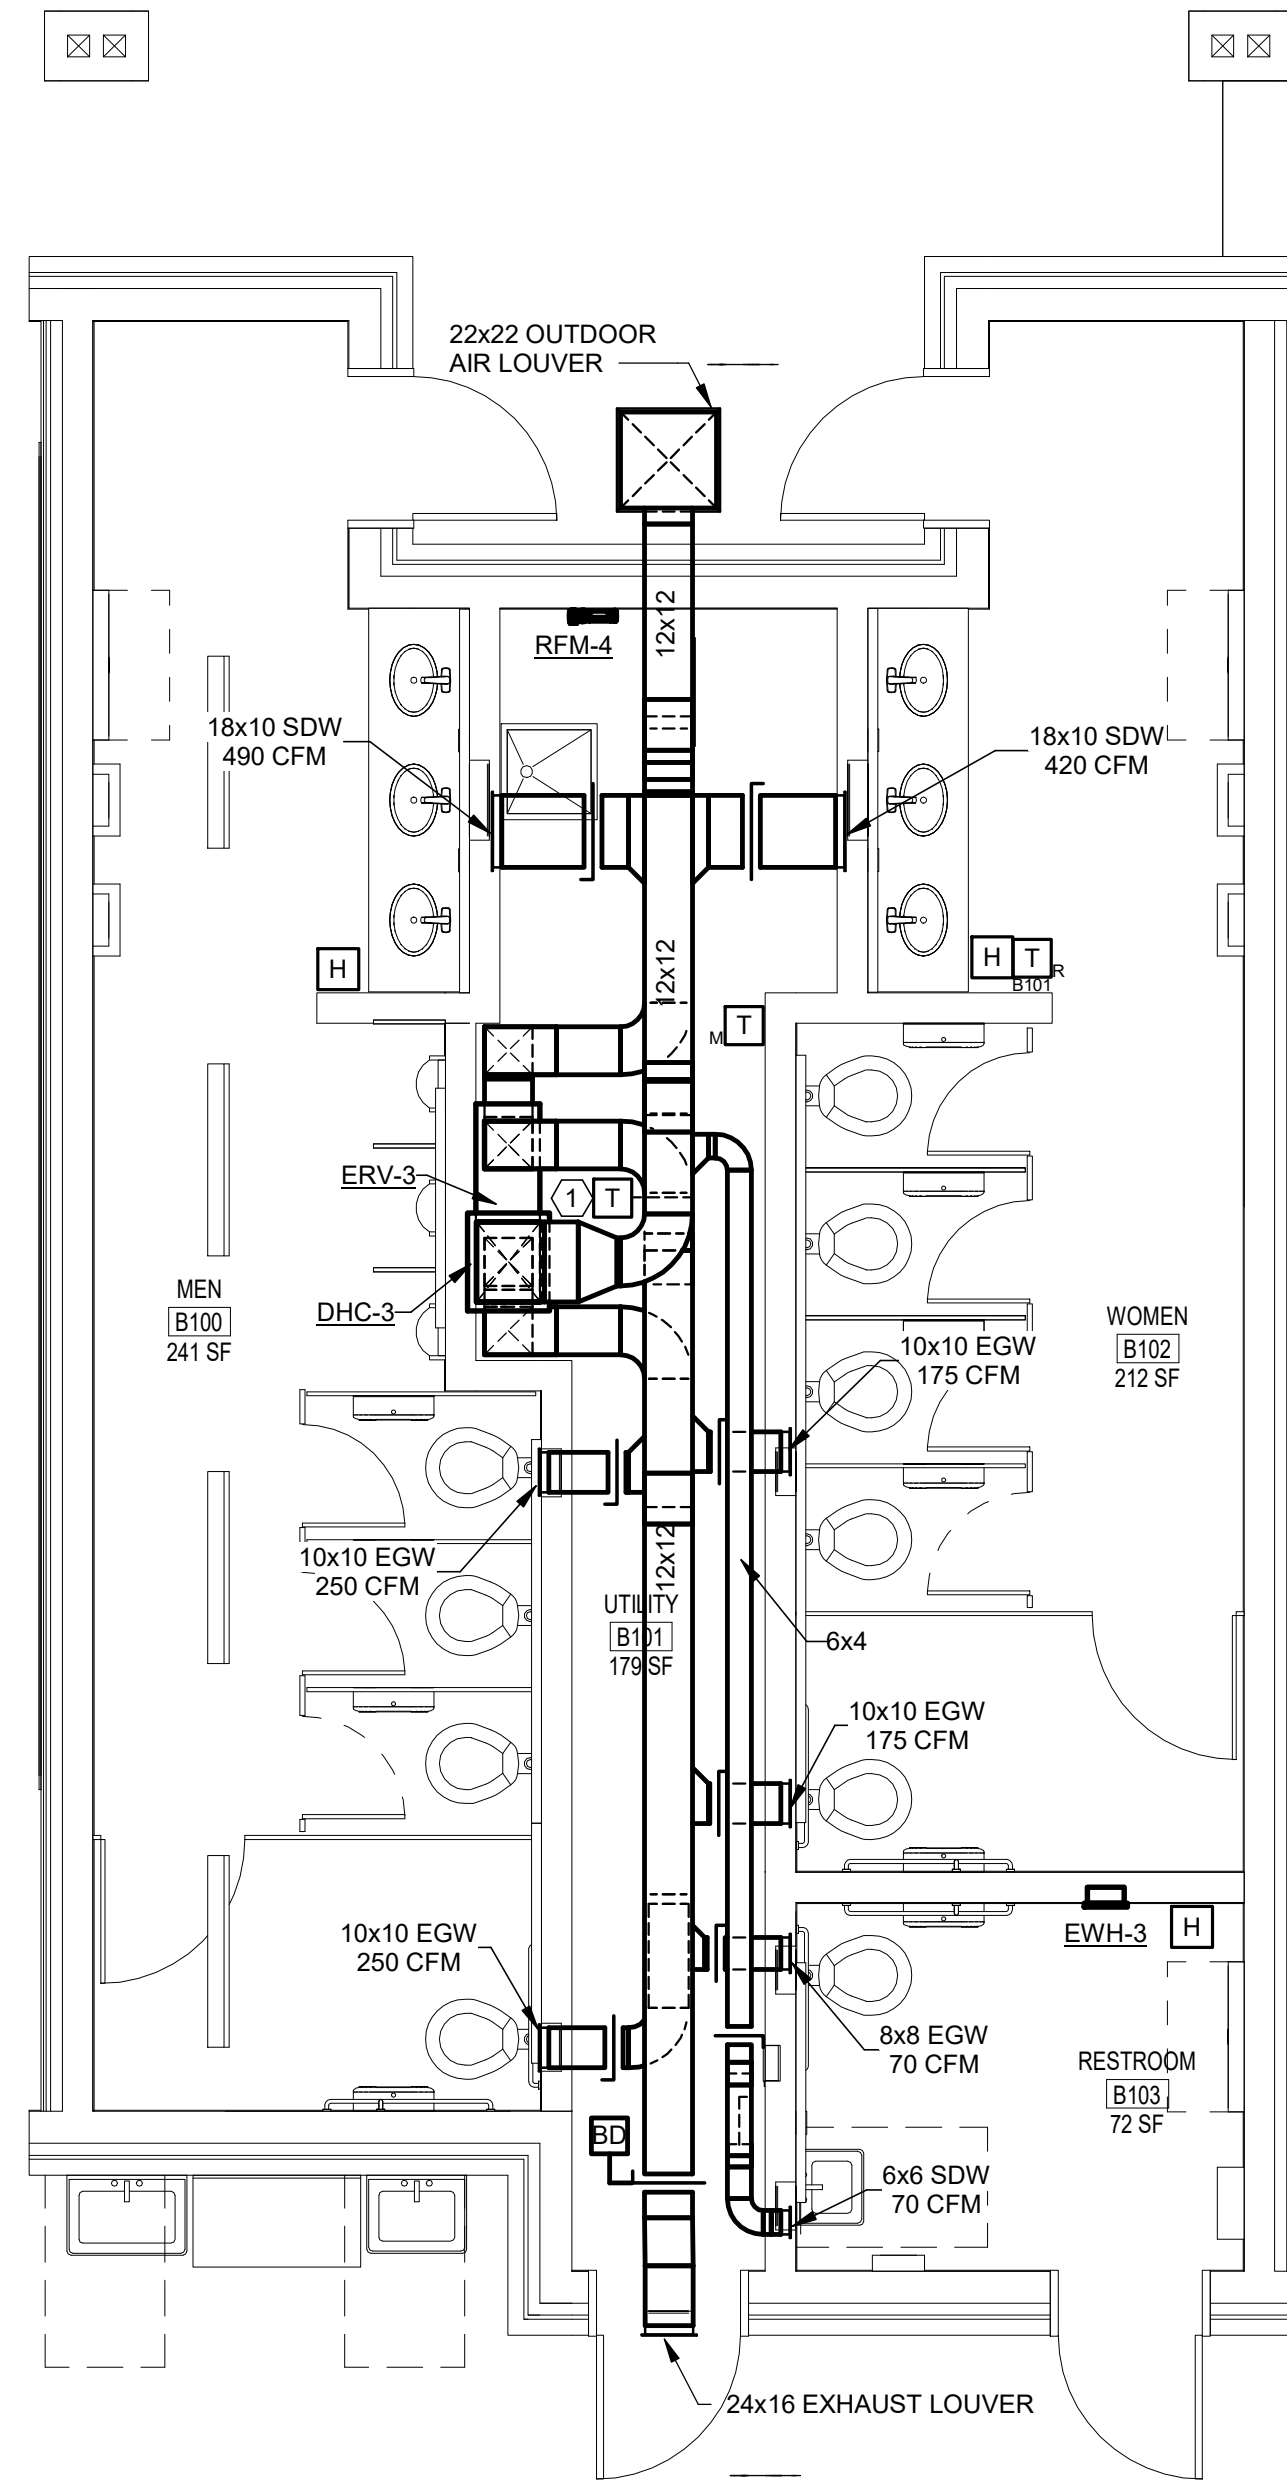 22x22 OUTDOOR
AIR LOUVER
12x12
RFM-4
18x10 SDW
490 CFM
18x10 SDW
420 CFM
12x12
H
H
T
R
B101
M
T
ERV-3
1
T
MEN
B100
241 SF
DHC-3
WOMEN
B102
212 SF
10x10 EGW
175 CFM
10x10 EGW
250 CFM
12x12
UTILITY
B101
179 SF
6x4
10x10 EGW
175 CFM
10x10 EGW
250 CFM
EWH-3
H
8x8 EGW
70 CFM
RESTROOM
B103
72 SF
BD
6x6 SDW
70 CFM
24x16 EXHAUST LOUVER